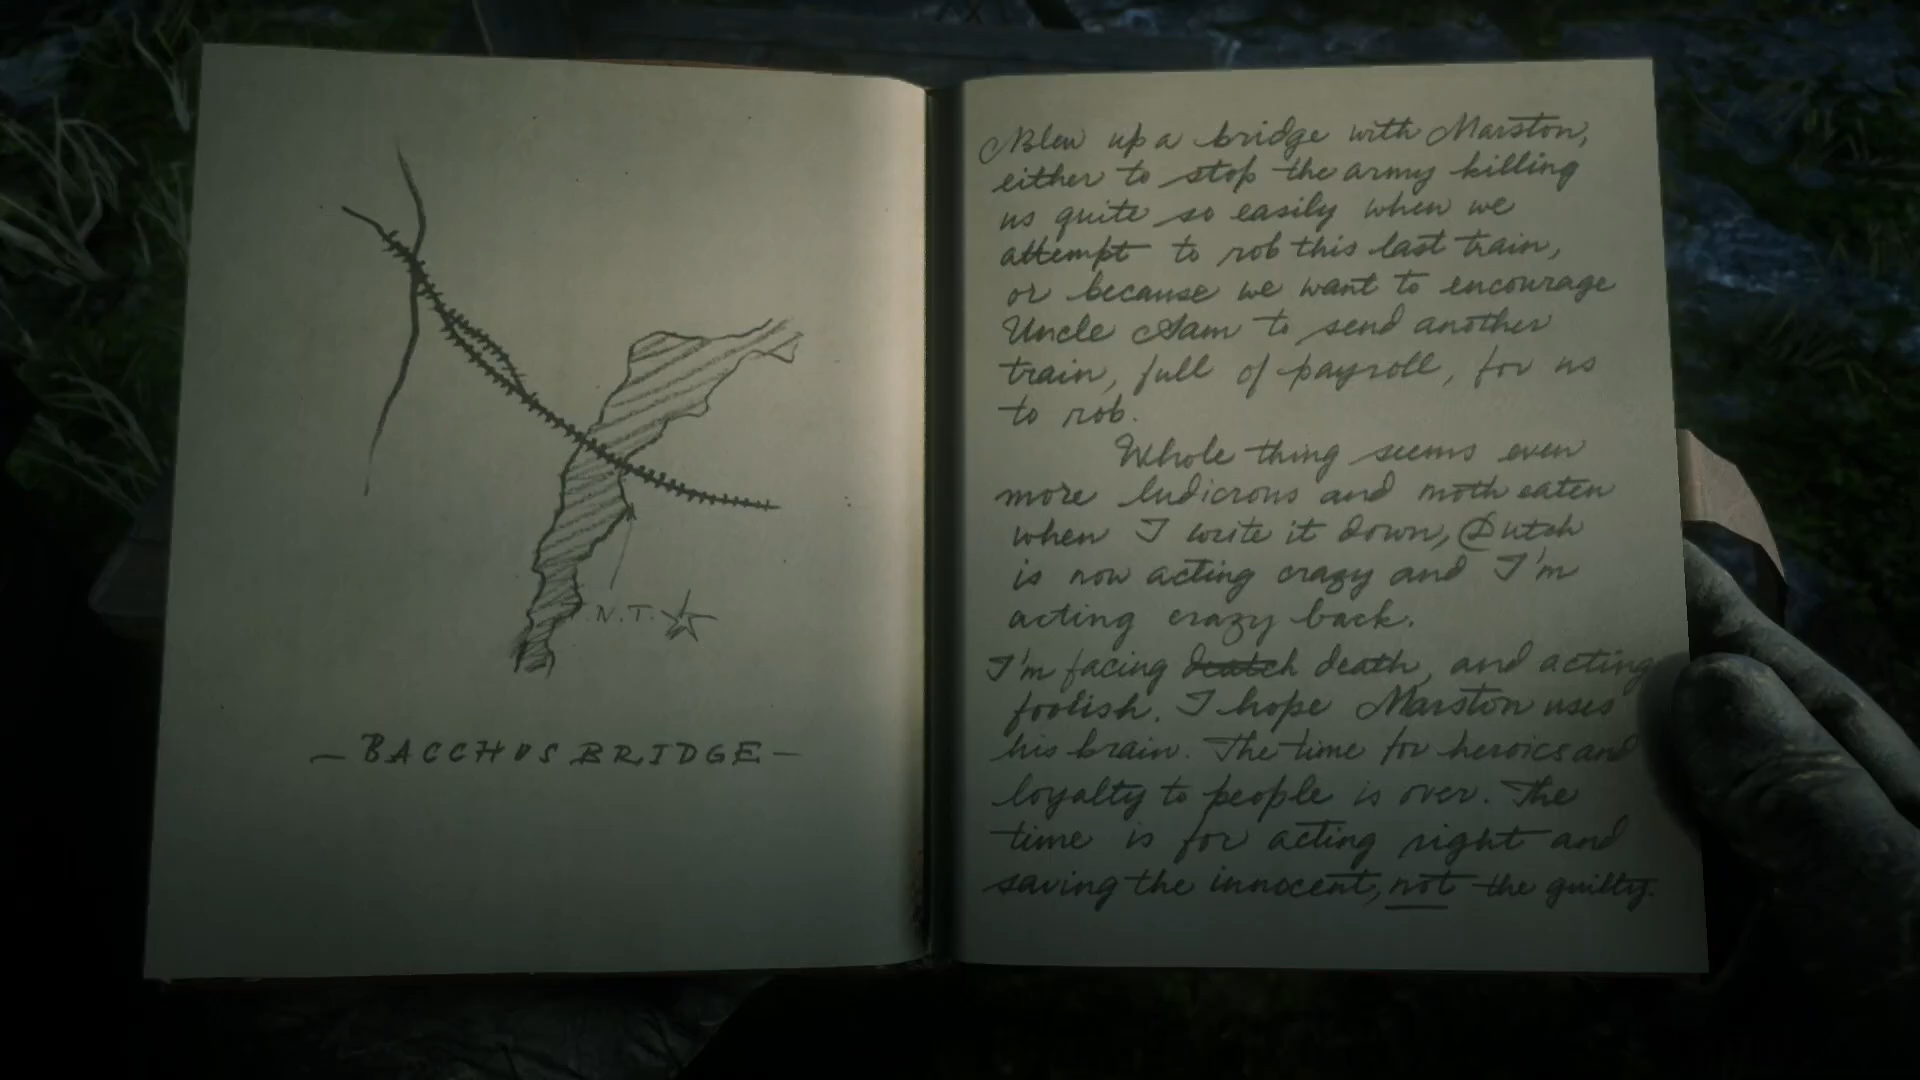 N.T.
— BACCHUS BRIDGE —
Blew up a bridge with Marston,
either to stop the army killing
us quite so easily when we
attempt to rob this last train,
or because we want to encourage
Uncle Sam to send another
train, full of payroll, for us
to rob.
Whole thing seems even
more ludicrous and moth eaten
when I write it down, Dutch
is now acting crazy and I'm
acting crazy back.
I'm facing death, and acting
foolish. I hope Marston uses
his brain. The time for heroics and
loyalty to people is over. The
time is for acting right and
saving the innocent, not the guilty.